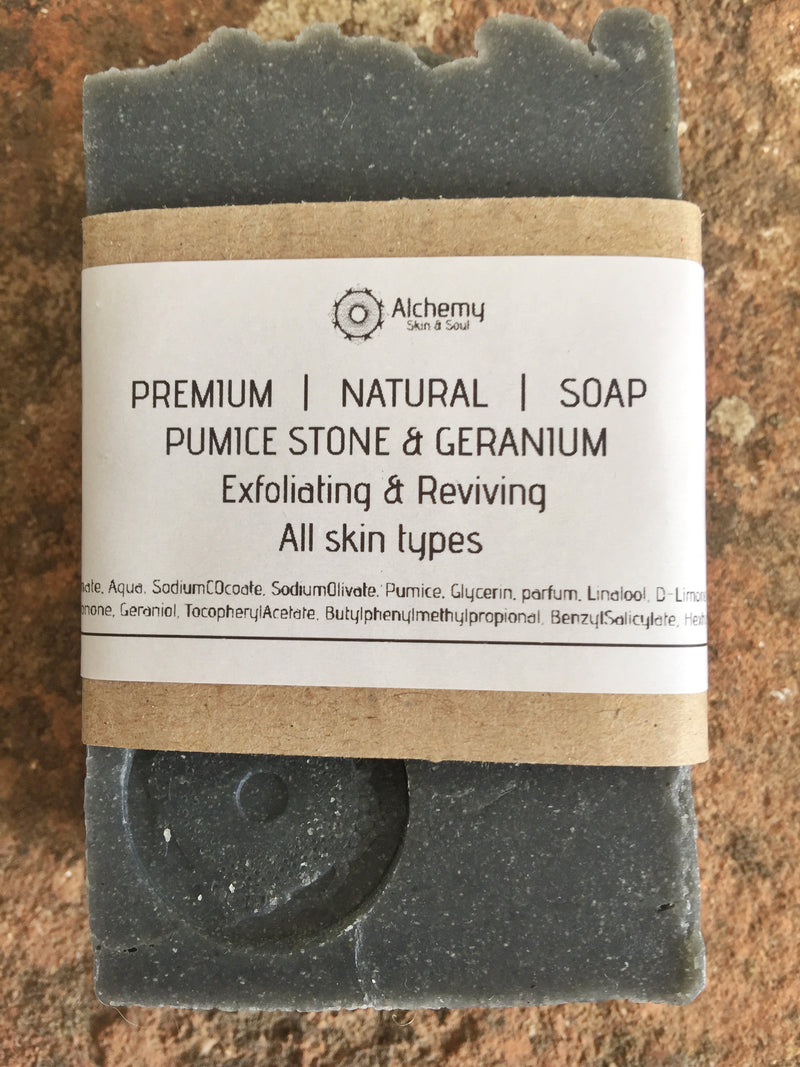 Alchemy
Skin & Soul
PREMIUM | NATURAL | SOAP
PUMICE STONE & GERANIUM
Exfoliating & Reviving
All skin types
Aqua, SodiumCOcoate, SodiumOlivate, Pumice, Glycerin, parfum, Linalool,
Geraniol, TocopherylAcetate, Butylphenylmethylpropional, BenzylSalicylate,